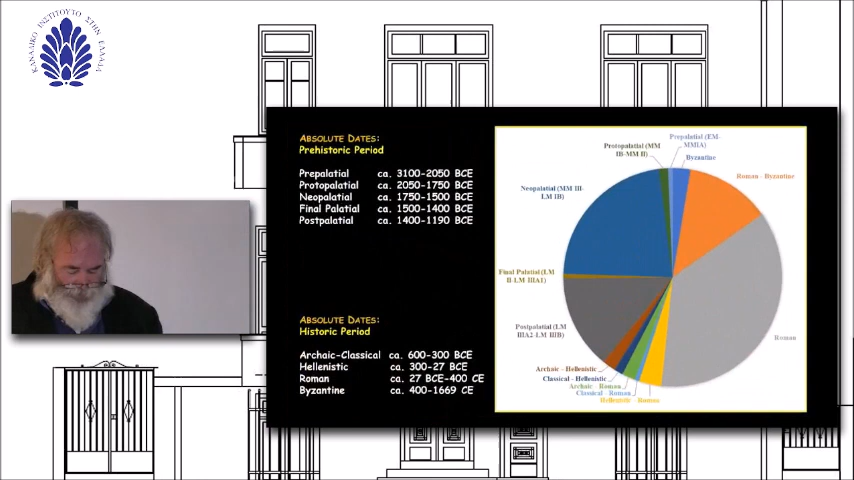 ΚΑΝΑΔΙΚΟ ΙΝΣΤΙΤΟΥΤΟ ΣΤΗΝ ΕΛΛΑΔΑ
ABSOLUTE DATES:
Prehistoric Period
Prepalatial ca. 3100-2050 BCE
Protopalatial ca. 2050-1750 BCE
Neopalatial ca. 1750-1500 BCE
Final Palatial ca. 1500-1400 BCE
Postpalatial ca. 1400-1190 BCE
ABSOLUTE DATES:
Historic Period
Archaic-Classical ca. 600-300 BCE
Hellenistic ca. 300-27 BCE
Roman ca. 27 BCE-400 CE
Byzantine ca. 400-1669 CE
Prepalatial (EM-
MMIA)
Protopalatial (MM
IB-MM II)
Byzantine
Roman - Byzantine
Neopalatial (MM III-
LM IB)
Final Palatial (LM
II-LM-IIIA1)
Postpalatial (LM
IIIA2-LM IIIB)
Roman
Archaic - Hellenistic
Classical - Hellenistic
Archaic - Roman
Classical - Roman
Hellenistic - Roman